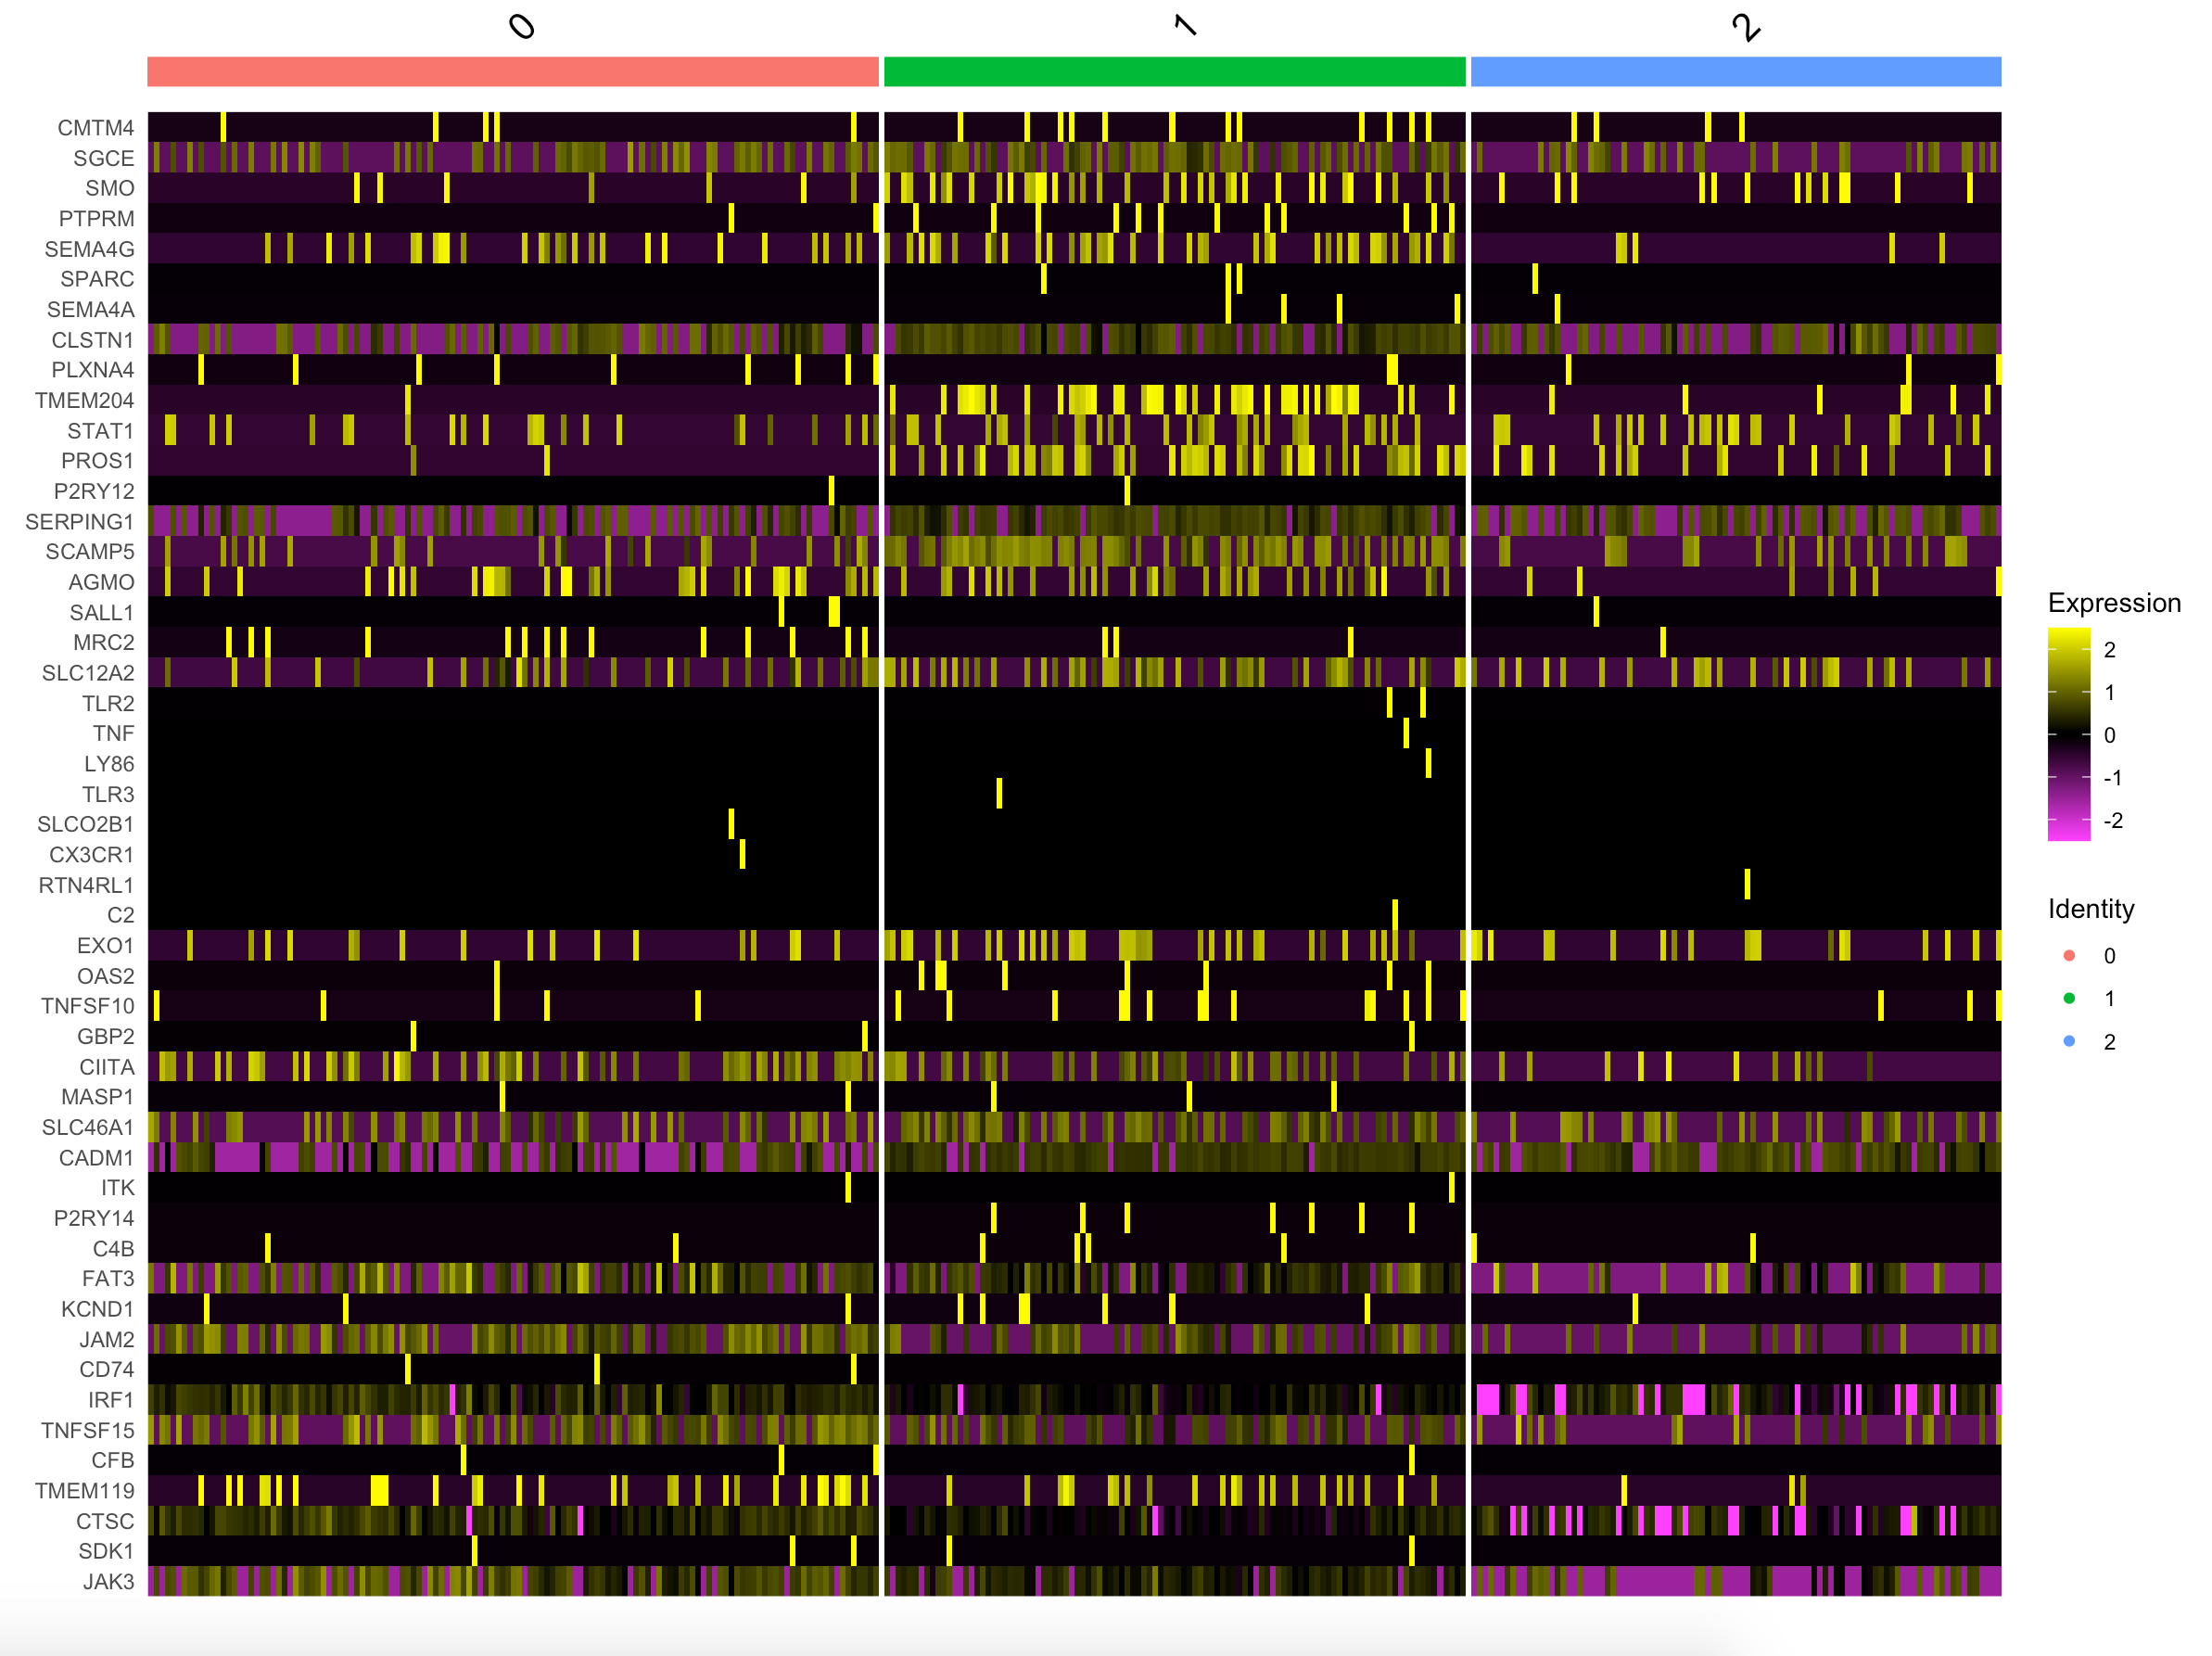 0 1 2
CMTM4
SGCE
SMO
PTPRM
SEMA4G
SPARC
SEMA4A
CLSTN1
PLXNA4
TMEM204
STAT1
PROS1
P2RY12
SERPING1
SCAMP5
AGMO
SALL1
MRC2
SLC12A2
TLR2
TNF
LY86
TLR3
SLCO2B1
CX3CR1
RTN4RL1
C2
EXO1
OAS2
TNFSF10
GBP2
CIITA
MASP1
SLC46A1
CADM1
ITK
P2RY14
C4B
FAT3
KCND1
JAM2
CD74
IRF1
TNFSF15
CFB
TMEM119
CTSC
SDK1
JAK3
Expression
2
1
0
-1
-2
Identity
0
1
2